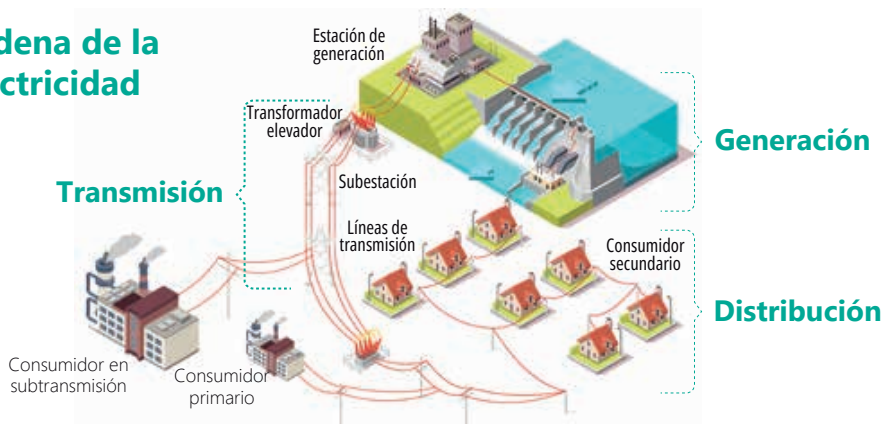 dena de la
ctricidad
Estación de
generación
Transformador
elevador
Generación
Transmisión
Subestación
Líneas de
transmisión
Consumidor
secundario
Distribución
Consumidor en
subtransmisión
Consumidor
primario